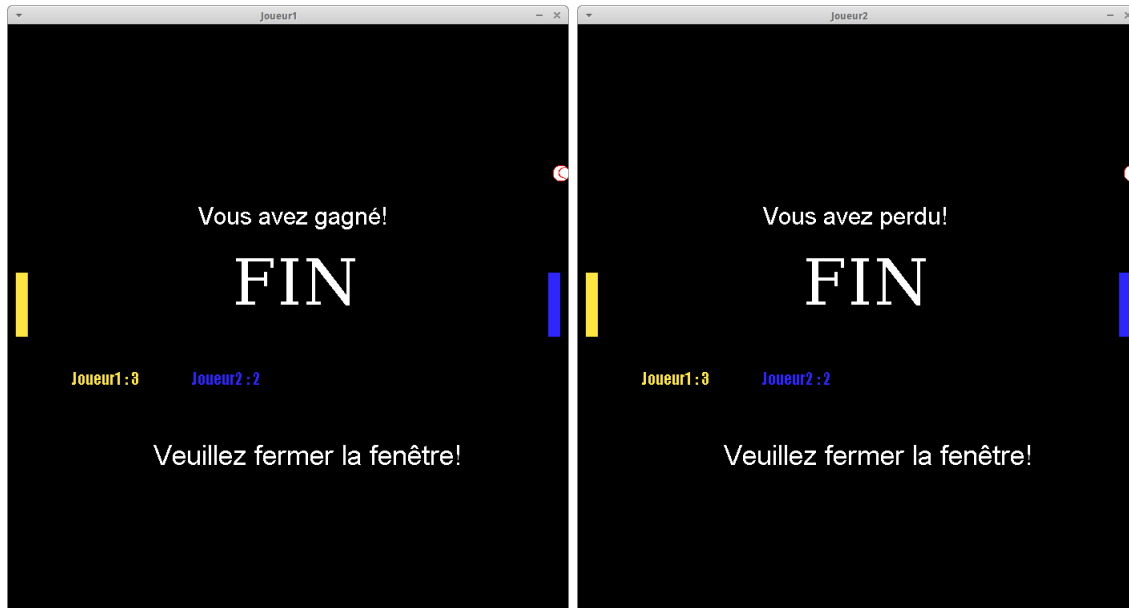 Joueur1
Vous avez gagné!
FIN
Joueur1 : 3 Joueur2 : 2
Veuillez fermer la fenêtre!
Joueur2
Vous avez perdu!
FIN
Joueur1 : 3 Joueur2 : 2
Veuillez fermer la fenêtre!